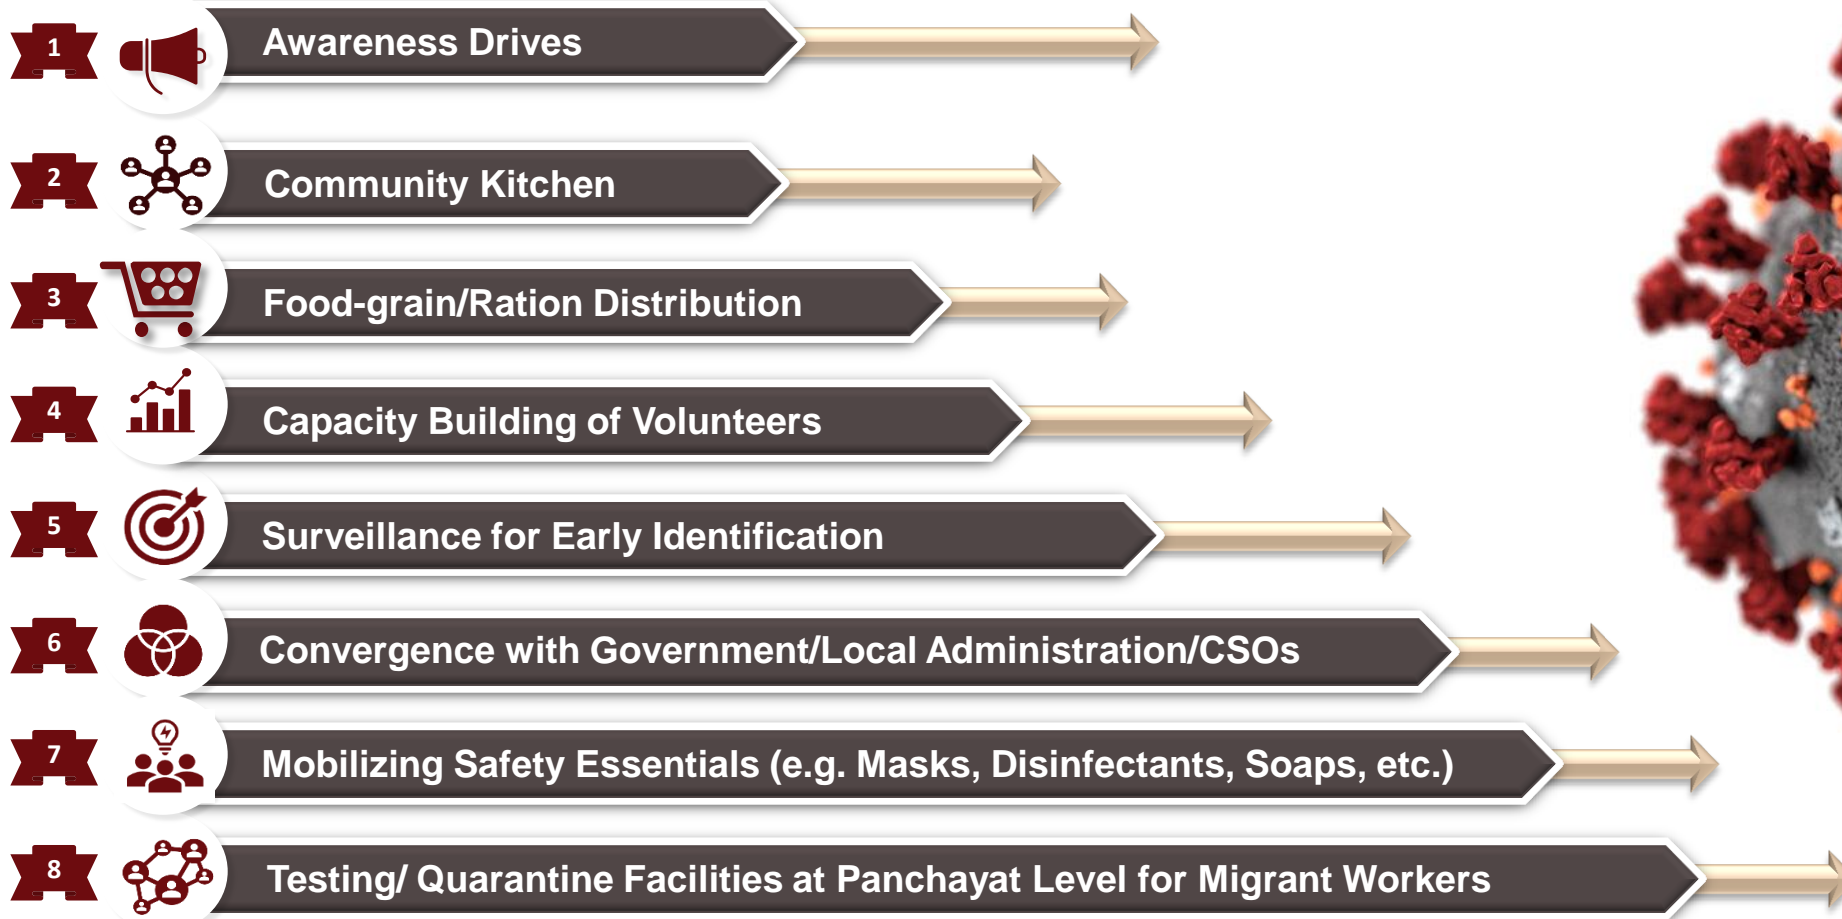 1 Awareness Drives
2 Community Kitchen
3 Food-grain/Ration Distribution
4 Capacity Building of Volunteers
5 Surveillance for Early Identification
6 Convergence with Government/Local Administration/CSOs
7 Mobilizing Safety Essentials (e.g. Masks, Disinfectants, Soaps, etc.)
8 Testing/ Quarantine Facilities at Panchayat Level for Migrant Workers